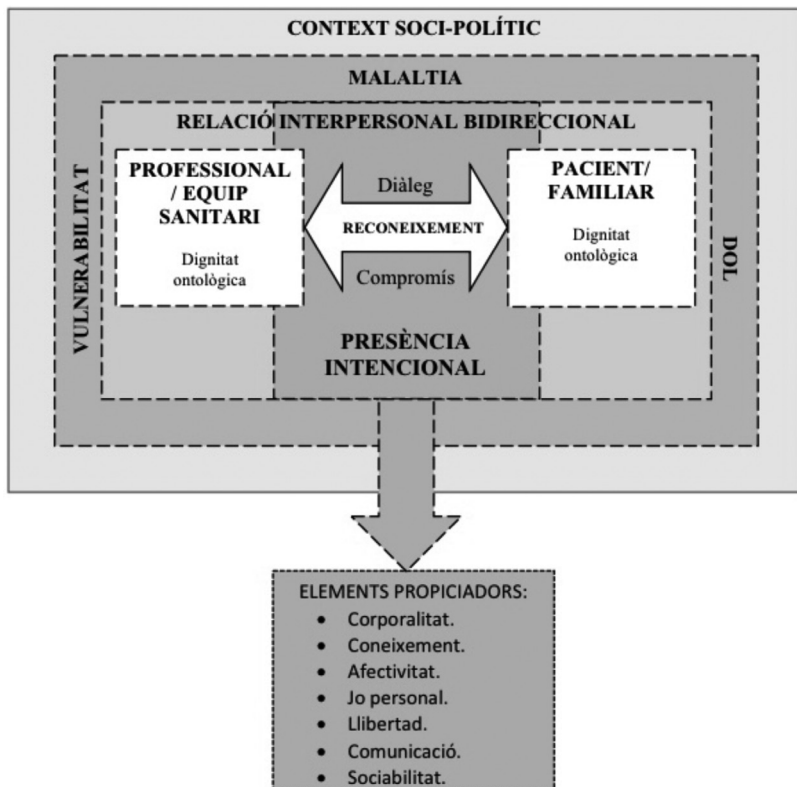 CONTEXT SOCI-POLÍTIC
MALALTIA
VULNERABILITAT
RELACIÓ INTERPERSONAL BIDIRECCIONAL
PROFESSIONAL
/ EQUIP
SANITARI
Dignitat
ontològica
Diàleg
RECONEIXEMENT
Compromís
PACIENT/
FAMILIAR
Dignitat
ontològica
DOL
PRESÈNCIA
INTENCIONAL
ELEMENTS PROPICIADORS:
• Corporalitat.
• Coneixement.
• Afectivitat.
• Jo personal.
• Llibertad.
• Comunicació.
• Sociabilitat.